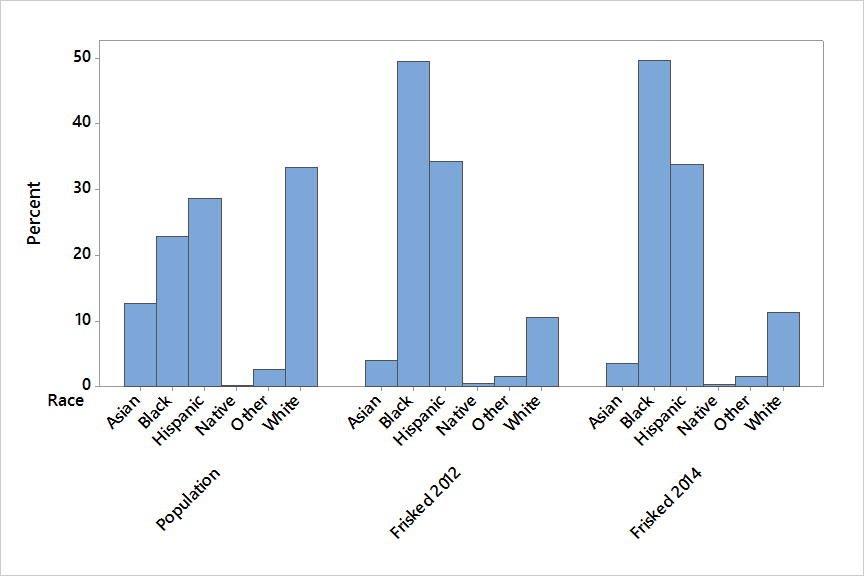 Percent
50
40
30
20
10
0
Race
Asian
Black
Hispanic
Native
Other
White
Asian
Black
Hispanic
Native
Other
White
Asian
Black
Hispanic
Native
Other
White
Population
Frisked 2012
Frisked 2014